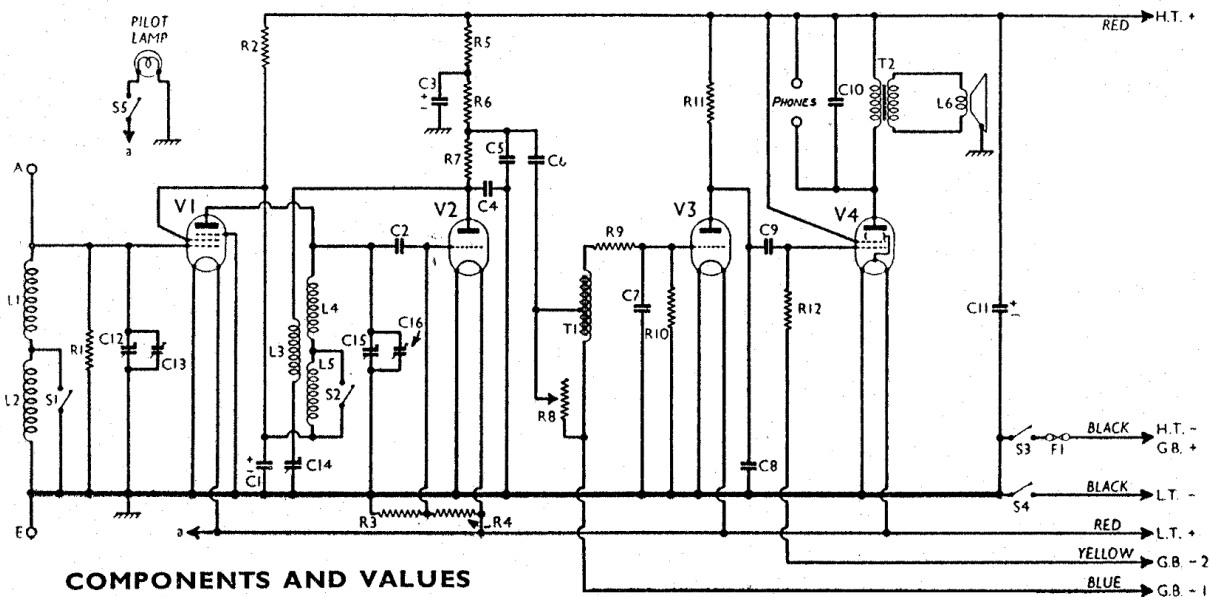 PILOT
LAMP
S5
a
R2
R5
C3
+
−
R6
R7
C5
C6
C4
R11
PHONES
C10
T2
L6
RED
H.T. +
A
V1
V2
V3
V4
C2
R9
C9
L1
L2
S1
R1
C12
C13
L3
L4
L5
S2
C15
C16
C7
R10
T1
R8
R12
C11
+
−
C1
+
−
C14
C8
S3
F1
BLACK
H.T. −
G.B. +
S4
BLACK
L.T. −
E
R3
R4
a
RED
L.T. +
YELLOW
G.B. − 2
BLUE
G.B. − 1
COMPONENTS AND VALUES